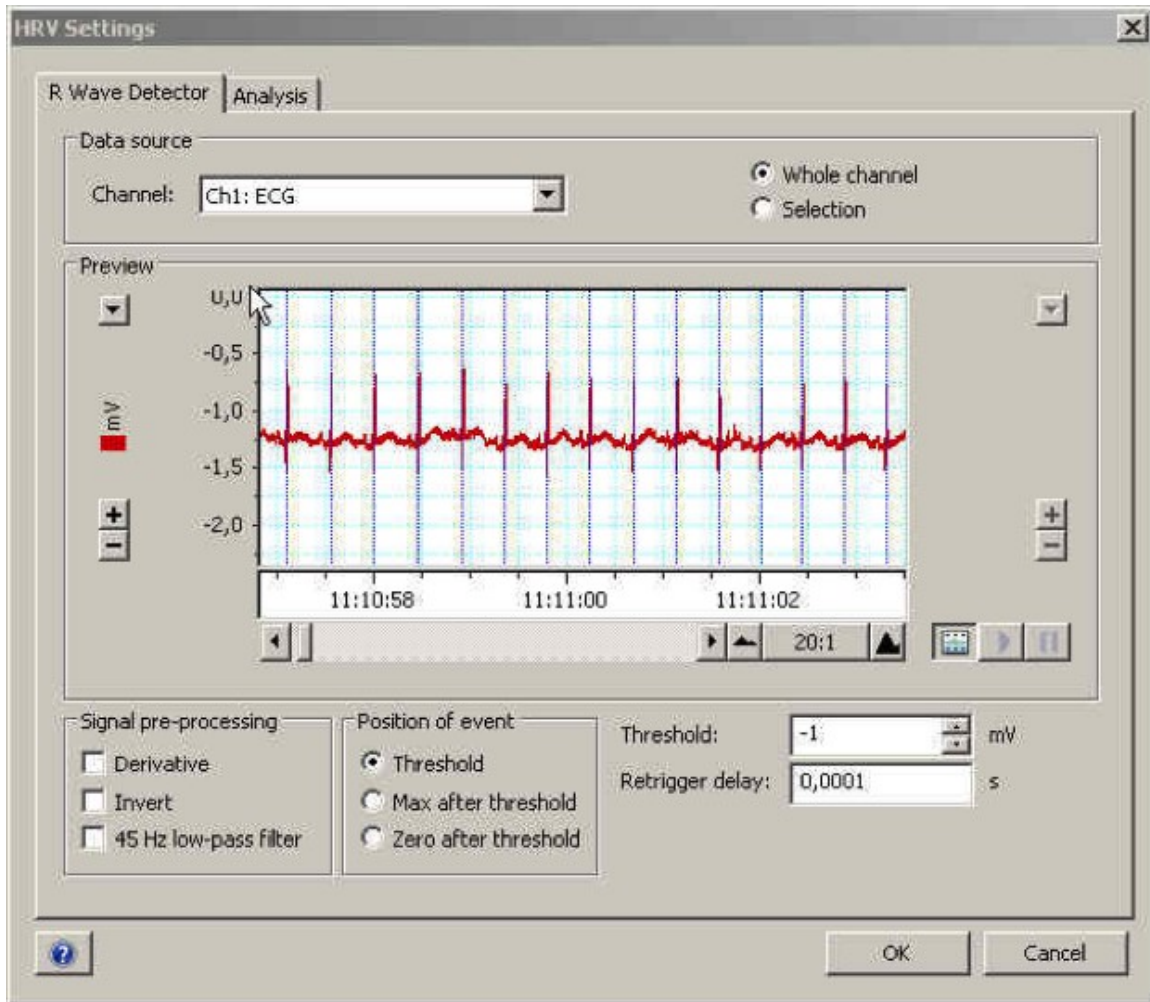 HRV Settings
R Wave Detector
Analysis
Data source
Channel:
Ch1: ECG
Whole channel
Selection
Preview
0,0
-0,5
-1,0
-1,5
-2,0
mV
11:10:58
11:11:00
11:11:02
20:1
Signal pre-processing
Derivative
Invert
45 Hz low-pass filter
Position of event
Threshold
Max after threshold
Zero after threshold
Threshold:
-1
mV
Retrigger delay:
0,0001
s
OK
Cancel